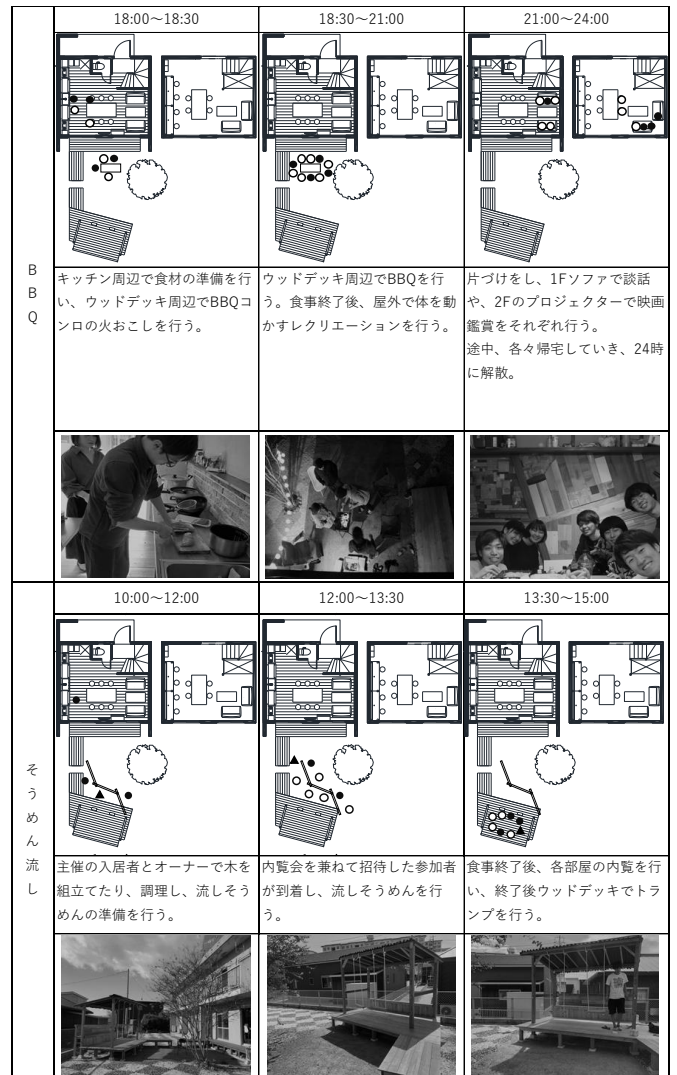 BBQ
18:00～18:30
18:30～21:00
21:00～24:00
キッチン周辺で食材の準備を行
い、ウッドデッキ周辺でBBQコ
ンロの火おこしを行う。
ウッドデッキ周辺でBBQを行
う。食事終了後、屋外で体を動
かすレクリエーションを行う。
片づけをし、1Fソファで談話
や、2Fのプロジェクターで映画
鑑賞をそれぞれ行う。
途中、各々帰宅していき、24時
に解散。
そうめん流し
10:00～12:00
12:00～13:30
13:30～15:00
主催の入居者とオーナーで木を
組立てたり、調理し、流しそう
めんの準備を行う。
内覧会を兼ねて招待した参加者
が到着し、流しそうめんを行
う。
食事終了後、各部屋の内覧を行
い、終了後ウッドデッキでトラ
ンプを行う。